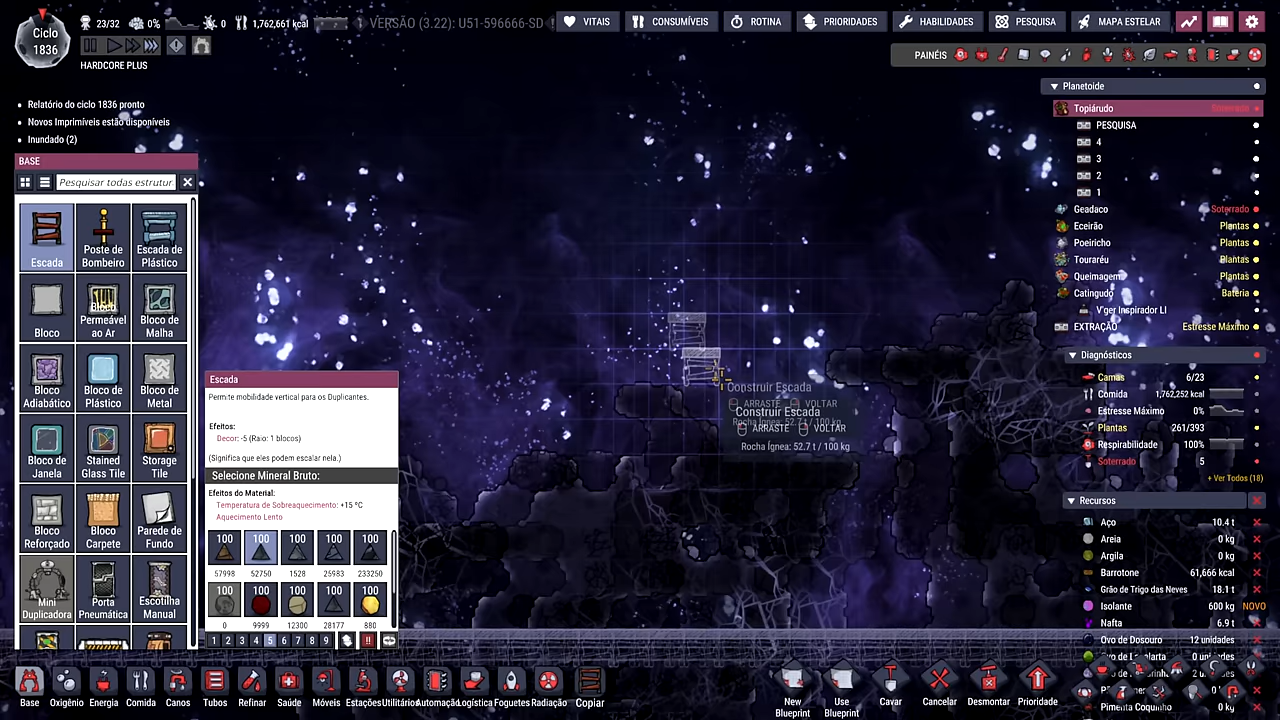 Ciclo
1836
23/32
0%
0
1,762,661 kcal
VERSÃO (3.22): U51-596666-SD
VITAIS
CONSUMÍVEIS
ROTINA
PRIORIDADES
HABILIDADES
PESQUISA
MAPA ESTELAR
HARDCORE PLUS
PAINÉIS
Relatório do ciclo 1836 pronto
Novos Imprimíveis estão disponíveis
Inundado (2)
BASE
Pesquisar todas estrutur
Escada
Poste de Bombeiro
Escada de Plástico
Bloco
Bloco Permeável ao Ar
Bloco de Malha
Bloco Adiabático
Bloco de Plástico
Bloco de Metal
Bloco de Janela
Stained Glass Tile
Storage Tile
Bloco Reforçado
Bloco Carpete
Parede de Fundo
Mini Duplicadora
Porta Pneumática
Escotilha Manual
Escada
Permite mobilidade vertical para os Duplicantes.
Efeitos:
Decor: -5 (Raio: 1 blocos)
(Significa que eles podem escalar nela.)
Selecione Mineral Bruto:
Efeitos do Material:
Temperatura de Sobreaquecimento: +15 ºC
Aquecimento Lento
100 100 100 100 100
57998 52750 1528 25983 233250
100 100 100 100 100
0 9999 12300 28177 880
1 2 3 4 5 6 7 8 9
Construir Escada
ARRASTE VOLTAR
Construir Escada
ARRASTE VOLTAR
Rocha Ígnea: 52.7 t / 100 kg
Planetoide
Topiárudo
Soterrado
PESQUISA
4
3
2
1
Geadaco Soterrado
Eceirão Plantas
Poeiricho Plantas
Touraréu Plantas
Queimagem Plantas
Catingudo Bateria
V'ger Inspirador LI
EXTRAÇÃO Estresse Máximo
Diagnósticos
Camas 6/23
Comida 1,762,252 kcal
Estresse Máximo 0%
Plantas 261/393
Respirabilidade 100%
Soterrado 5
+ Ver Todos (18)
Recursos
Aço 10.4 t
Areia 0 kg
Argila 0 kg
Barrotone 61,666 kcal
Grão de Trigo das Neves 18.1 t
Isolante 600 kg NOVO
Nafta 6.9 t
Ovo de Dosouro 12 unidades
Pimenta Coquinho
Base
Oxigênio
Energia
Comida
Canos
Tubos
Refinar
Saúde
Móveis
Estações
Utilitários
Automação
Logística
Foguetes
Radiação
Copiar
New Blueprint
Use Blueprint
Cavar
Cancelar
Desmontar
Prioridade